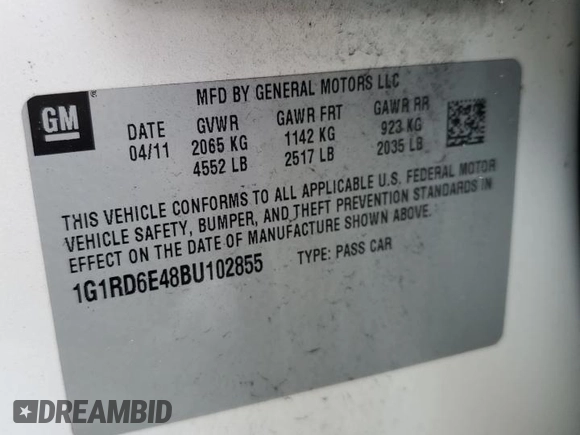 MFD BY GENERAL MOTORS LLC
GM
DATE GVWR GAWR FRT GAWR RR
04/11 2065 KG 1142 KG 923 KG
4552 LB 2517 LB 2035 LB
THIS VEHICLE CONFORMS TO ALL APPLICABLE U.S. FEDERAL MOTOR
VEHICLE SAFETY, BUMPER, AND THEFT PREVENTION STANDARDS IN
EFFECT ON THE DATE OF MANUFACTURE SHOWN ABOVE.
1G1RD6E48BU102855 TYPE: PASS CAR
DREAMBID